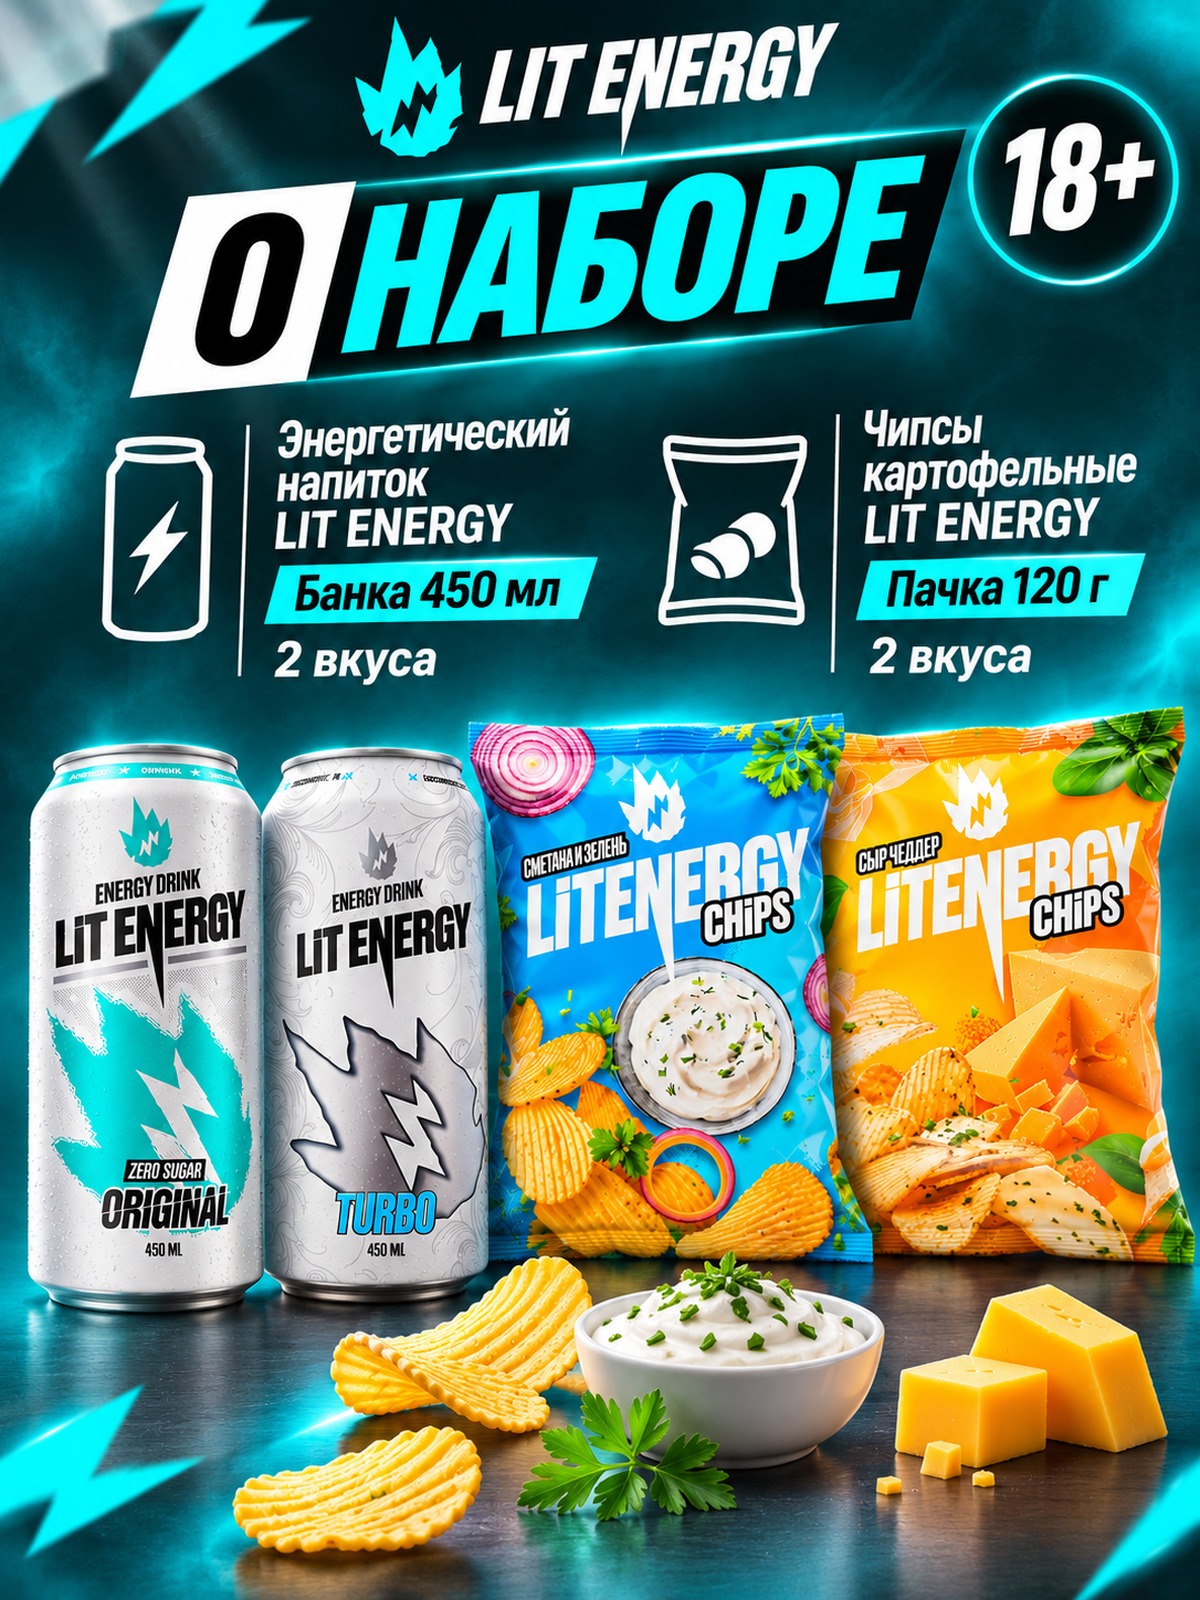 LIT ENERGY
18+
О НАБОРЕ
Энергетический
напиток
LIT ENERGY
Банка 450 мл
2 вкуса
Чипсы
картофельные
LIT ENERGY
Пачка 120 г
2 вкуса
ENERGY DRINK
LiT ENERGY
ZERO SUGAR
ORIGINAL
450 ML
ENERGY DRINK
LiT ENERGY
TURBO
450 ML
СМЕТАНА И ЗЕЛЕНЬ
LiTENERGY
CHiPS
СЫР ЧЕДДЕР
LiTENERGY
CHiPS